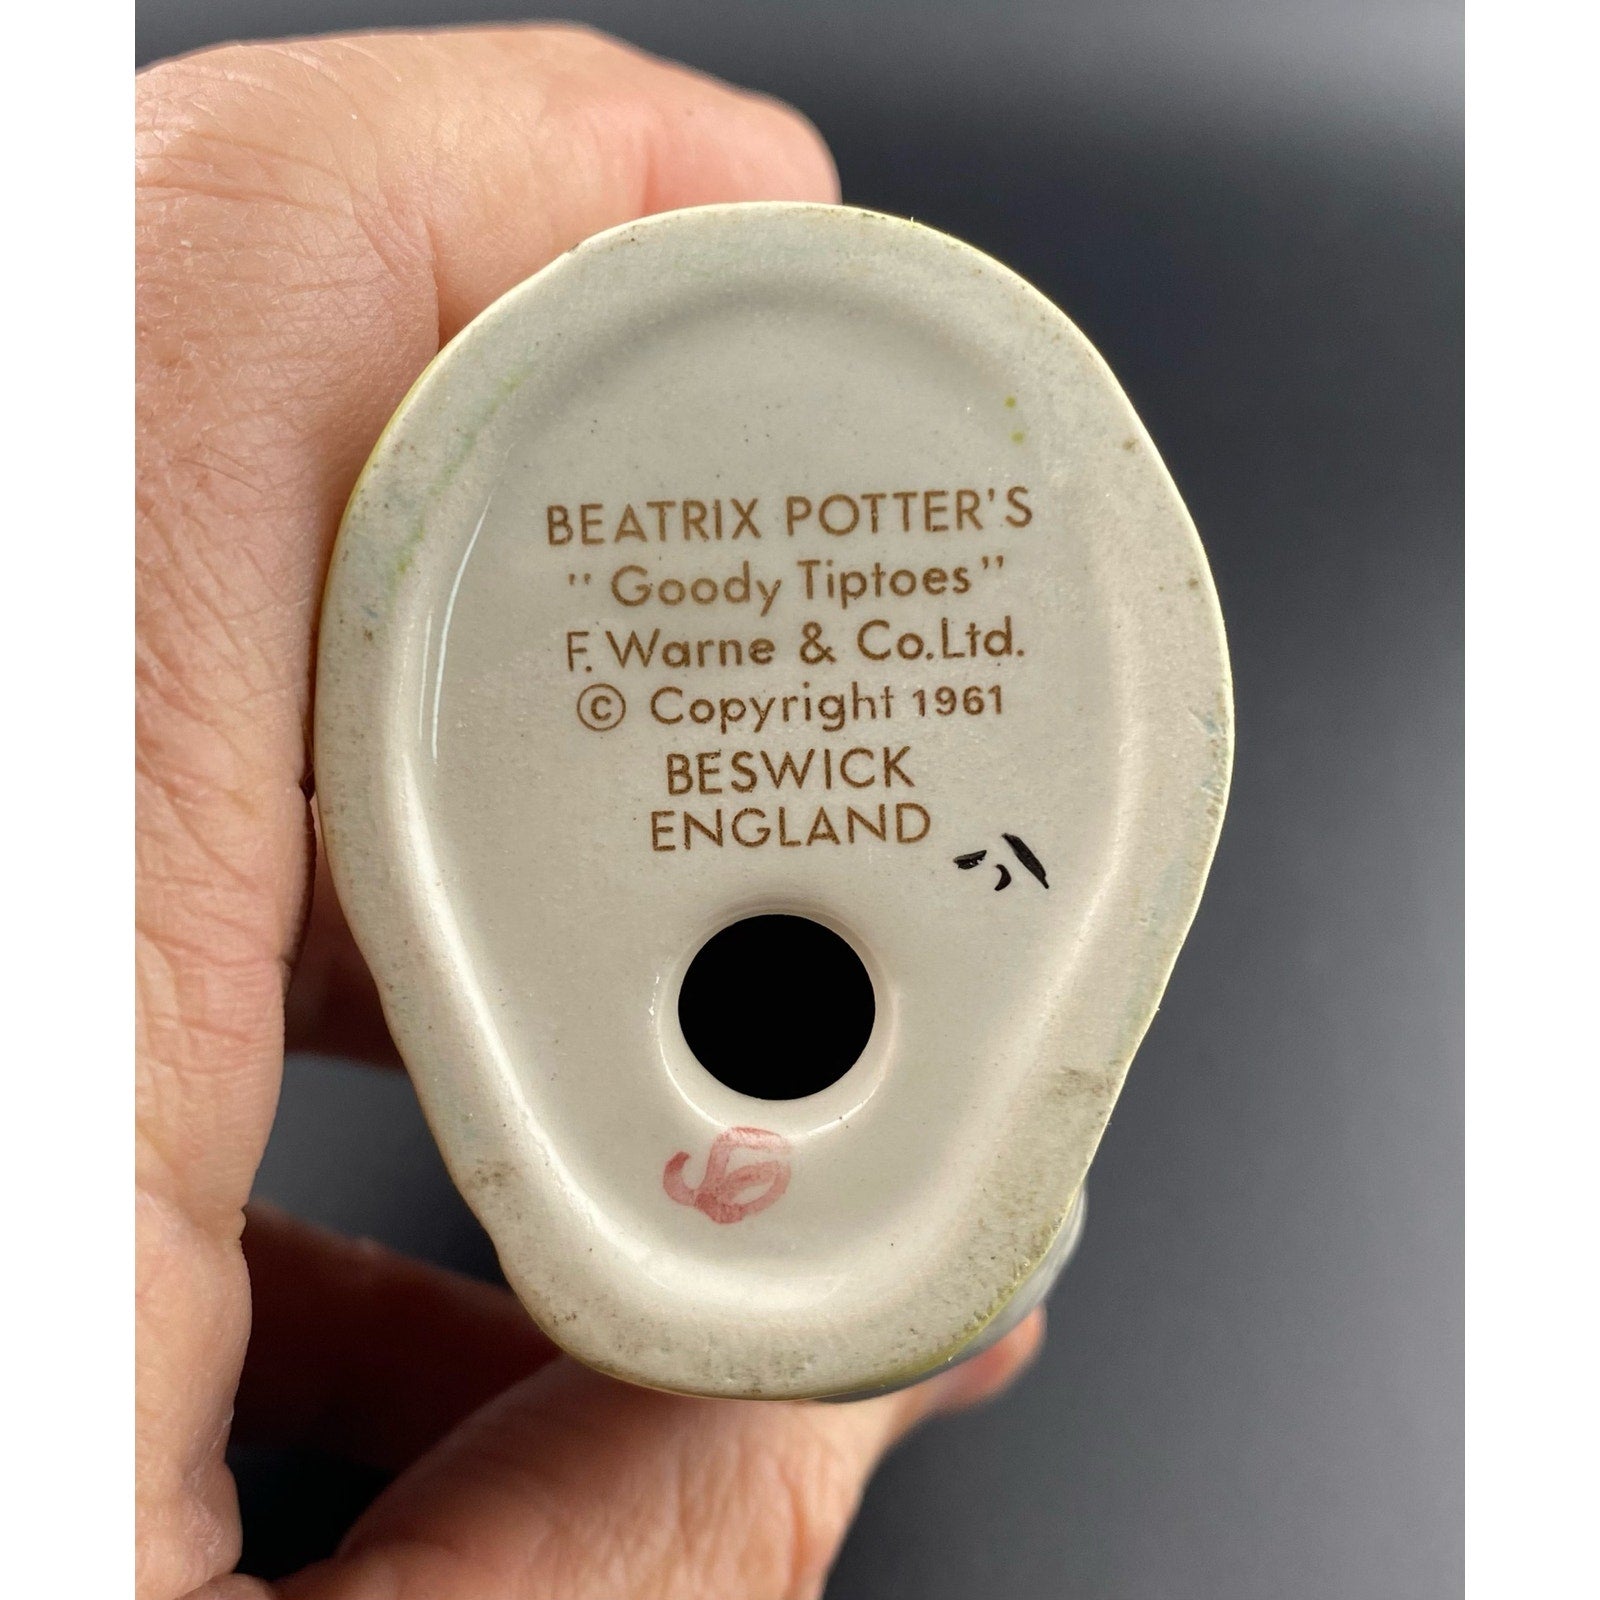 BEATRIX POTTER'S
"Goody Tiptoes"
F. Warne & Co. Ltd.
© Copyright 1961
BESWICK
ENGLAND